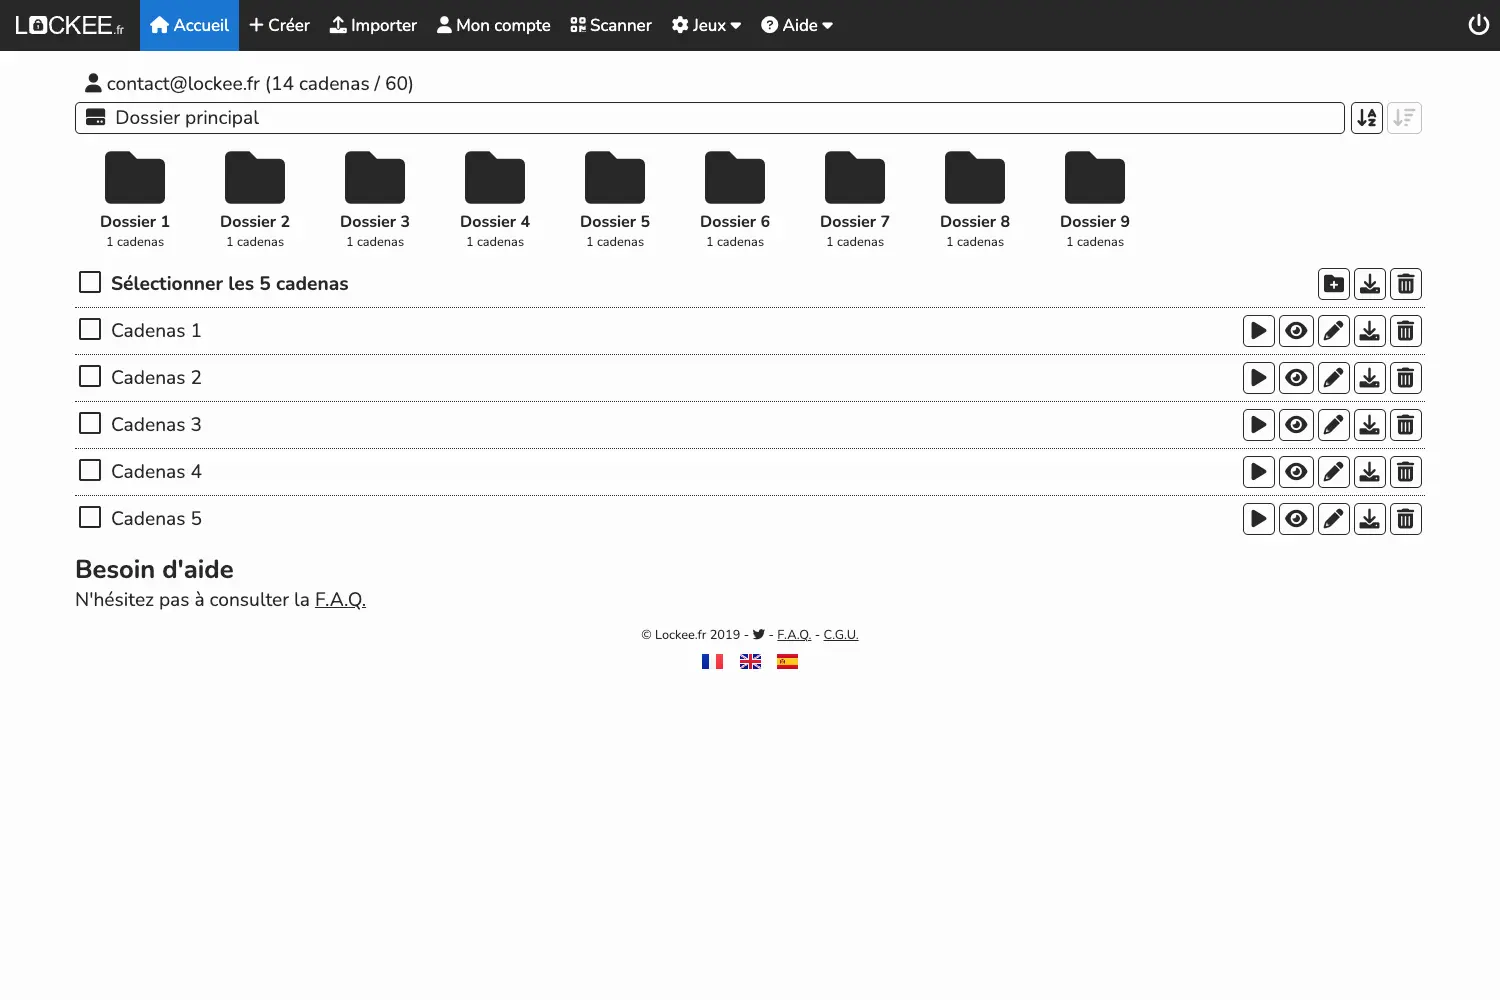 LOCKEE.fr Accueil Créer Importer Mon compte Scanner Jeux Aide
contact@lockee.fr (14 cadenas / 60)
Dossier principal
Dossier 1 Dossier 2 Dossier 3 Dossier 4 Dossier 5 Dossier 6 Dossier 7 Dossier 8 Dossier 9
1 cadenas 1 cadenas 1 cadenas 1 cadenas 1 cadenas 1 cadenas 1 cadenas 1 cadenas 1 cadenas
Sélectionner les 5 cadenas
Cadenas 1
Cadenas 2
Cadenas 3
Cadenas 4
Cadenas 5
Besoin d'aide
N'hésitez pas à consulter la F.A.Q.
© Lockee.fr 2019 - - F.A.Q. - C.G.U.